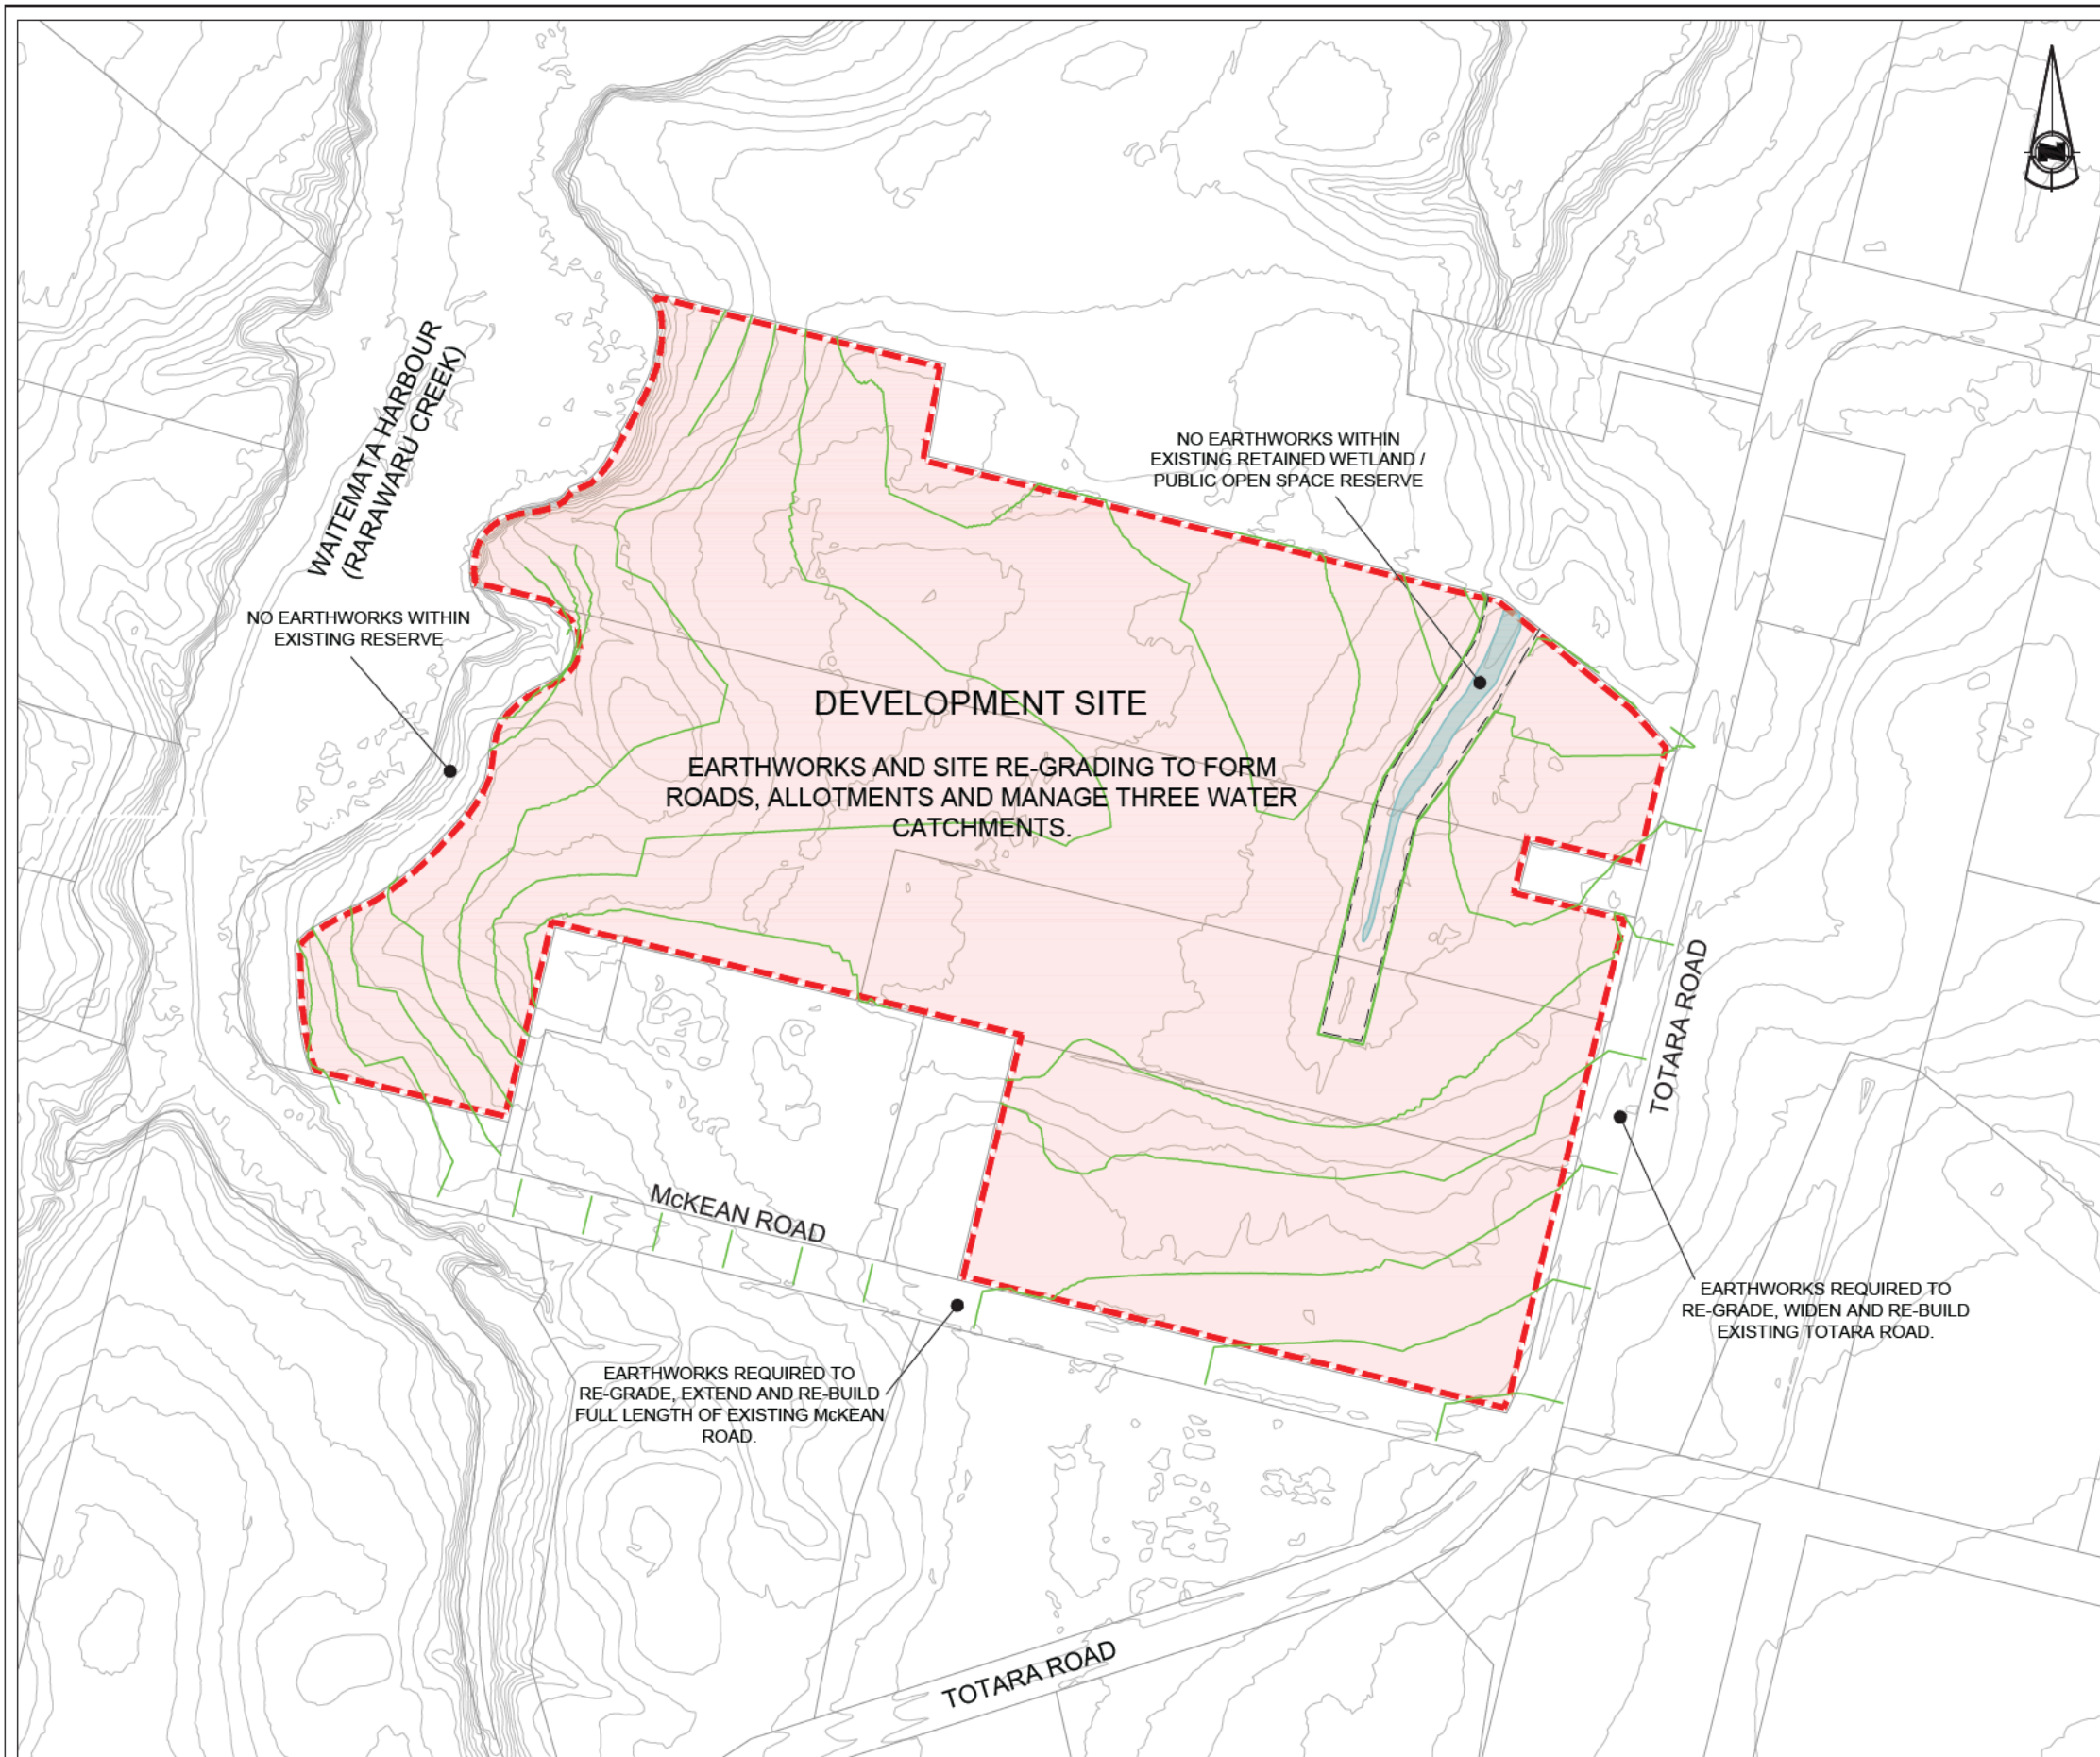 WAITEMATA HARBOUR
(RARAWARU CREEK)
NO EARTHWORKS WITHIN
EXISTING RETAINED WETLAND /
PUBLIC OPEN SPACE RESERVE
NO EARTHWORKS WITHIN
EXISTING RESERVE
DEVELOPMENT SITE
EARTHWORKS AND SITE RE-GRADING TO FORM
ROADS, ALLOTMENTS AND MANAGE THREE WATER
CATCHMENTS.
TOTARA ROAD
McKEAN ROAD
EARTHWORKS REQUIRED TO
RE-GRADE, WIDEN AND RE-BUILD
EXISTING TOTARA ROAD.
EARTHWORKS REQUIRED TO
RE-GRADE, EXTEND AND RE-BUILD
FULL LENGTH OF EXISTING McKEAN
ROAD.
TOTARA ROAD
N